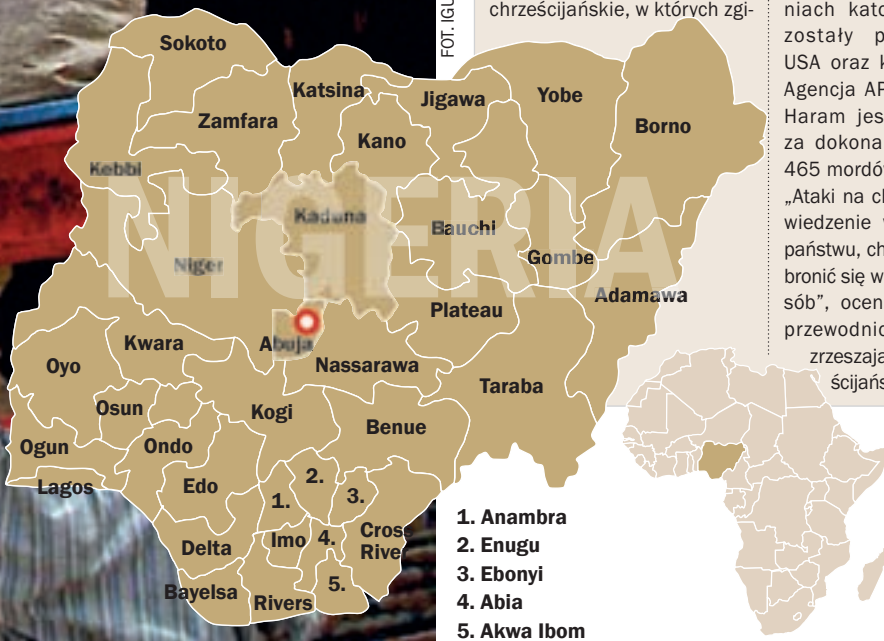 chrześcijańskie, w których zgi-
FOT. IGU
niach kato
zostały p
USA oraz k
Agencja AF
Haram jes
za dokona
465 mordów
„Ataki na ch
wiedzenie w
państwu, ch
bronić się w
sób”, ocen
przewodnic
zrzeszają
ścijańs
NIGERIA
Sokoto
Katsina
Jigawa
Yobe
Borno
Zamfara
Kano
Kebbi
Kaduna
Bauchi
Gombe
Niger
Adamawa
Plateau
Abuja
Kwara
Nassarawa
Oyo
Taraba
Osun
Kogi
Benue
Ogun
Ondo
Lagos
Edo
2.
1.
3.
Delta
Imo
4.
Cross
River
Bayelsa
Rivers
5.
1. Anambra
2. Enugu
3. Ebonyi
4. Abia
5. Akwa Ibom